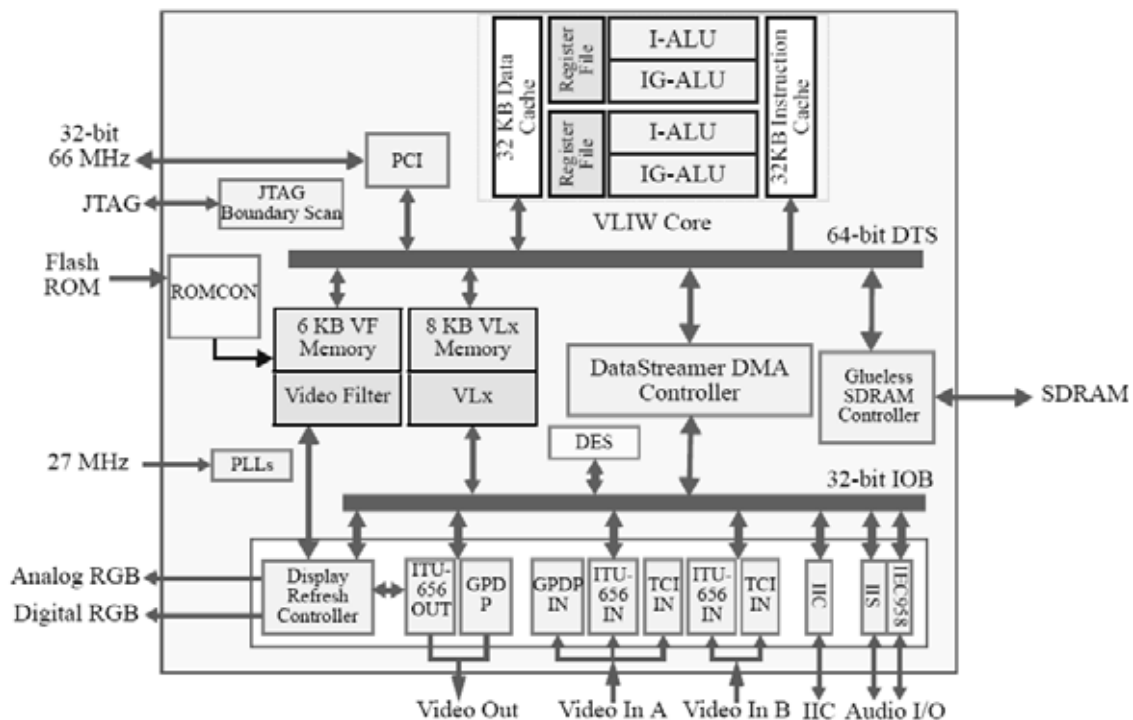 32 KB Data
Cache
Register
File
I-ALU
IG-ALU
Register
File
I-ALU
IG-ALU
32KB Instruction
Cache
32-bit
66 MHz
PCI
JTAG
JTAG
Boundary Scan
VLIW Core
64-bit DTS
Flash
ROM
ROMCON
6 KB VF
Memory
Video Filter
8 KB VLx
Memory
VLx
DataStreamer DMA
Controller
Glueless
SDRAM
Controller
SDRAM
27 MHz
PLLs
DES
32-bit IOB
Analog RGB
Digital RGB
Display
Refresh
Controller
ITU-
656
OUT
GPD
P
GPDP
IN
ITU-
656
IN
TCI
IN
ITU-
656
IN
TCI
IN
IIC
IIS
IEC958
Video Out
Video In A
Video In B
IIC
Audio I/O